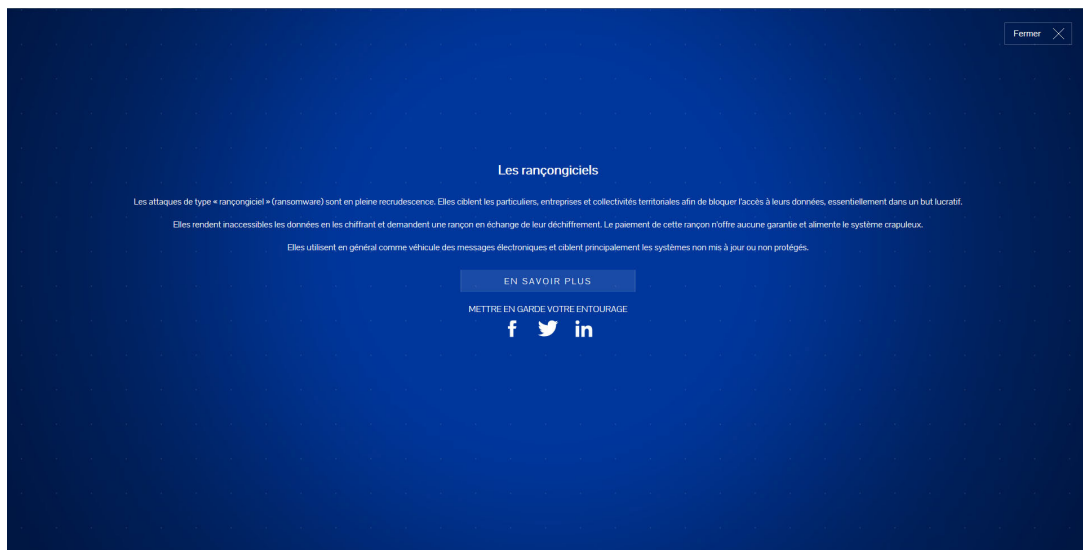 Fermer
Les rançongiciels
Les attaques de type « rançongiciel » (ransomware) sont en pleine recrudescence. Elles ciblent les particuliers, entreprises et collectivités territoriales afin de bloquer l'accès à leurs données, essentiellement dans un but lucratif.
Elles rendent inaccessibles les données en les chiffrant et demandent une rançon en échange de leur déchiffrement. Le paiement de cette rançon n'offre aucune garantie et alimente le système crapuleux.
Elles utilisent en général comme véhicule des messages électroniques et ciblent principalement les systèmes non mis à jour ou non protégés.
EN SAVOIR PLUS
METTRE EN GARDE VOTRE ENTOURAGE